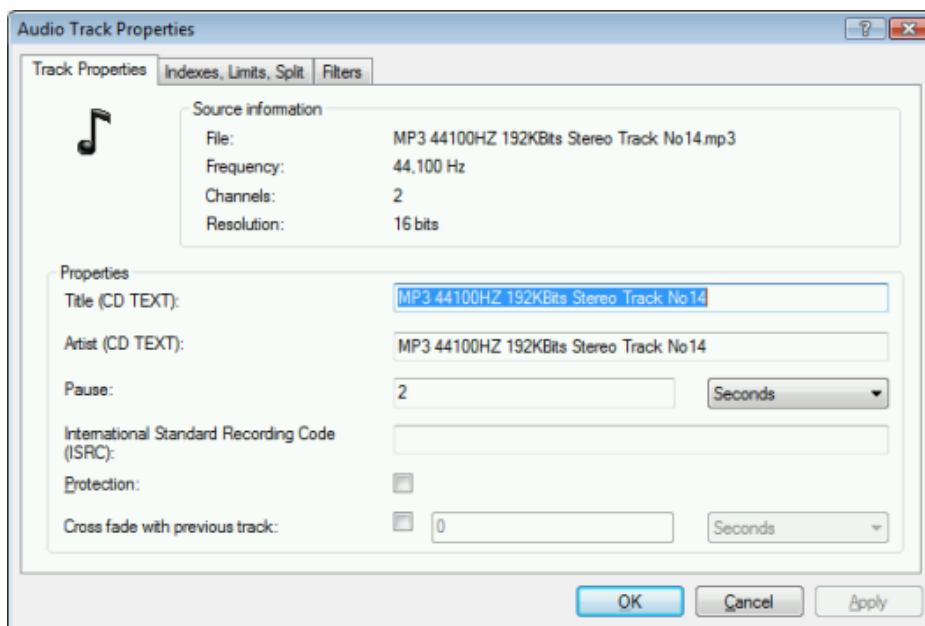 Audio Track Properties
Track Properties Indexes, Limits, Split Filters
Source information
File: MP3 44100HZ 192KBits Stereo Track No14.mp3
Frequency: 44,100 Hz
Channels: 2
Resolution: 16 bits
Properties
Title (CD TEXT): MP3 44100HZ 192KBits Stereo Track No14
Artist (CD TEXT): MP3 44100HZ 192KBits Stereo Track No14
Pause: 2 Seconds
International Standard Recording Code
(ISRC):
Protection:
Cross fade with previous track: 0 Seconds
OK Cancel Apply